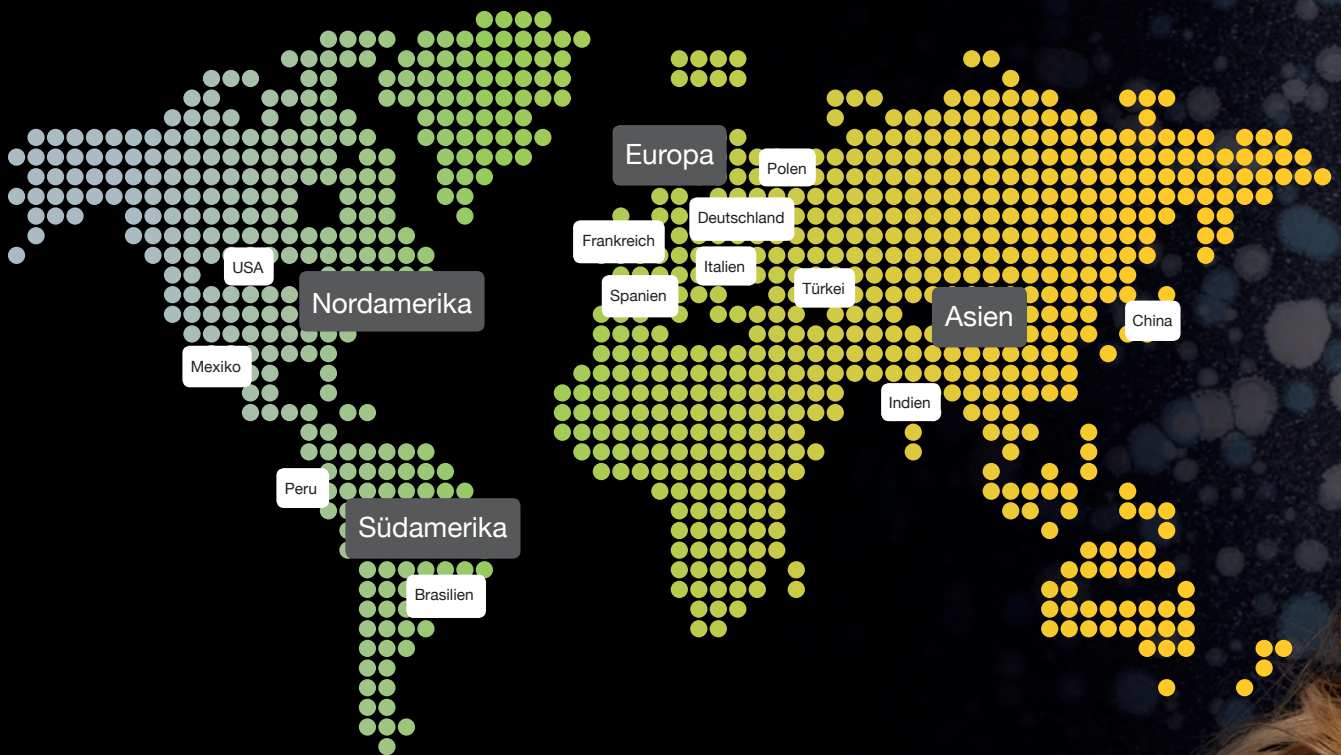 Europa
Polen
Deutschland
Frankreich
Italien
USA
Türkei
Spanien
Nordamerika
Asien
China
Mexiko
Indien
Peru
Südamerika
Brasilien